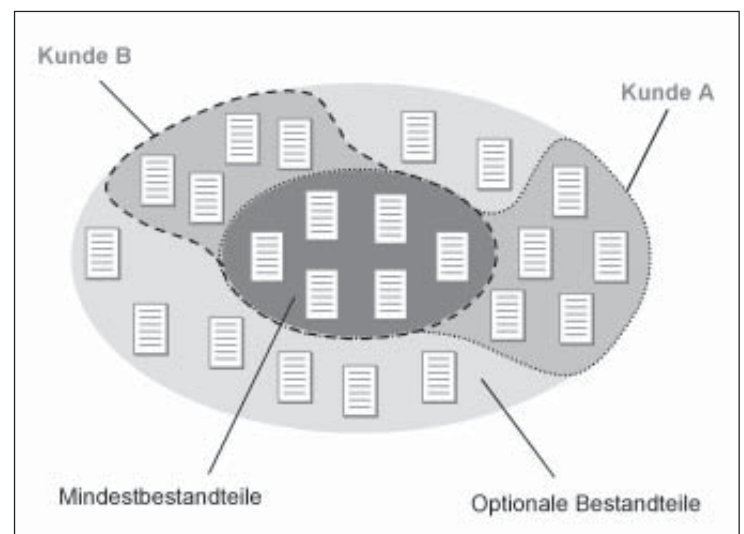 Kunde B
Kunde A
Mindestbestandteile
Optionale Bestandteile